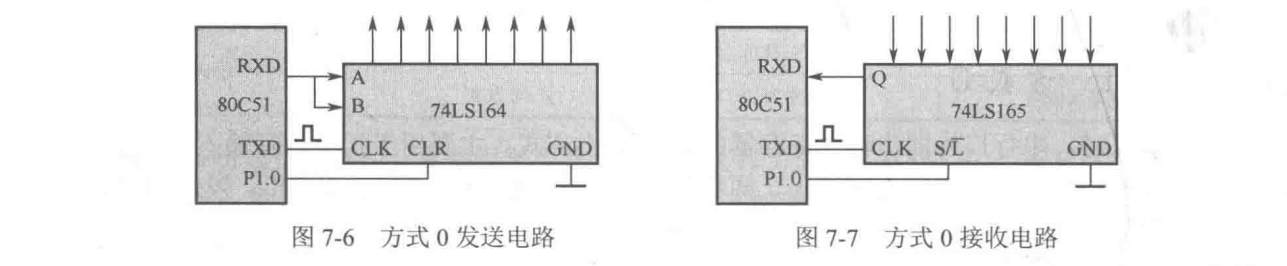 RXD
80C51
TXD
P1.0
A
B
74LS164
CLK CLR GND
图 7-6 方式 0 发送电路
RXD
80C51
TXD
P1.0
Q
74LS165
CLK S/L̅ GND
图 7-7 方式 0 接收电路